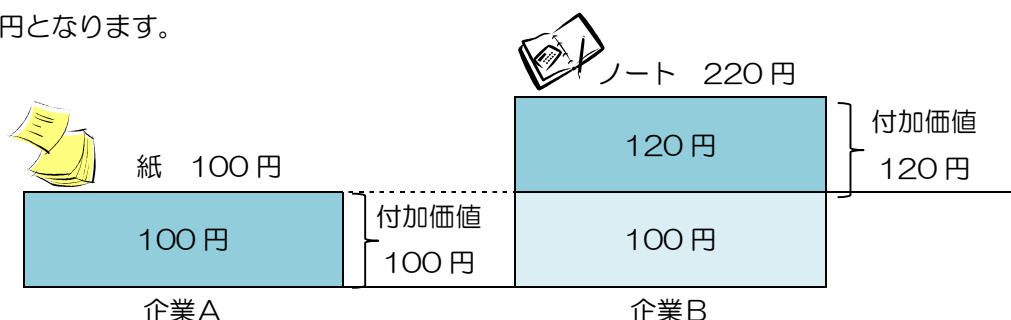 円となります。
ノート　220円
紙　100円
120円
付加価値
120円
100円
付加価値
100円
100円
企業A
企業B